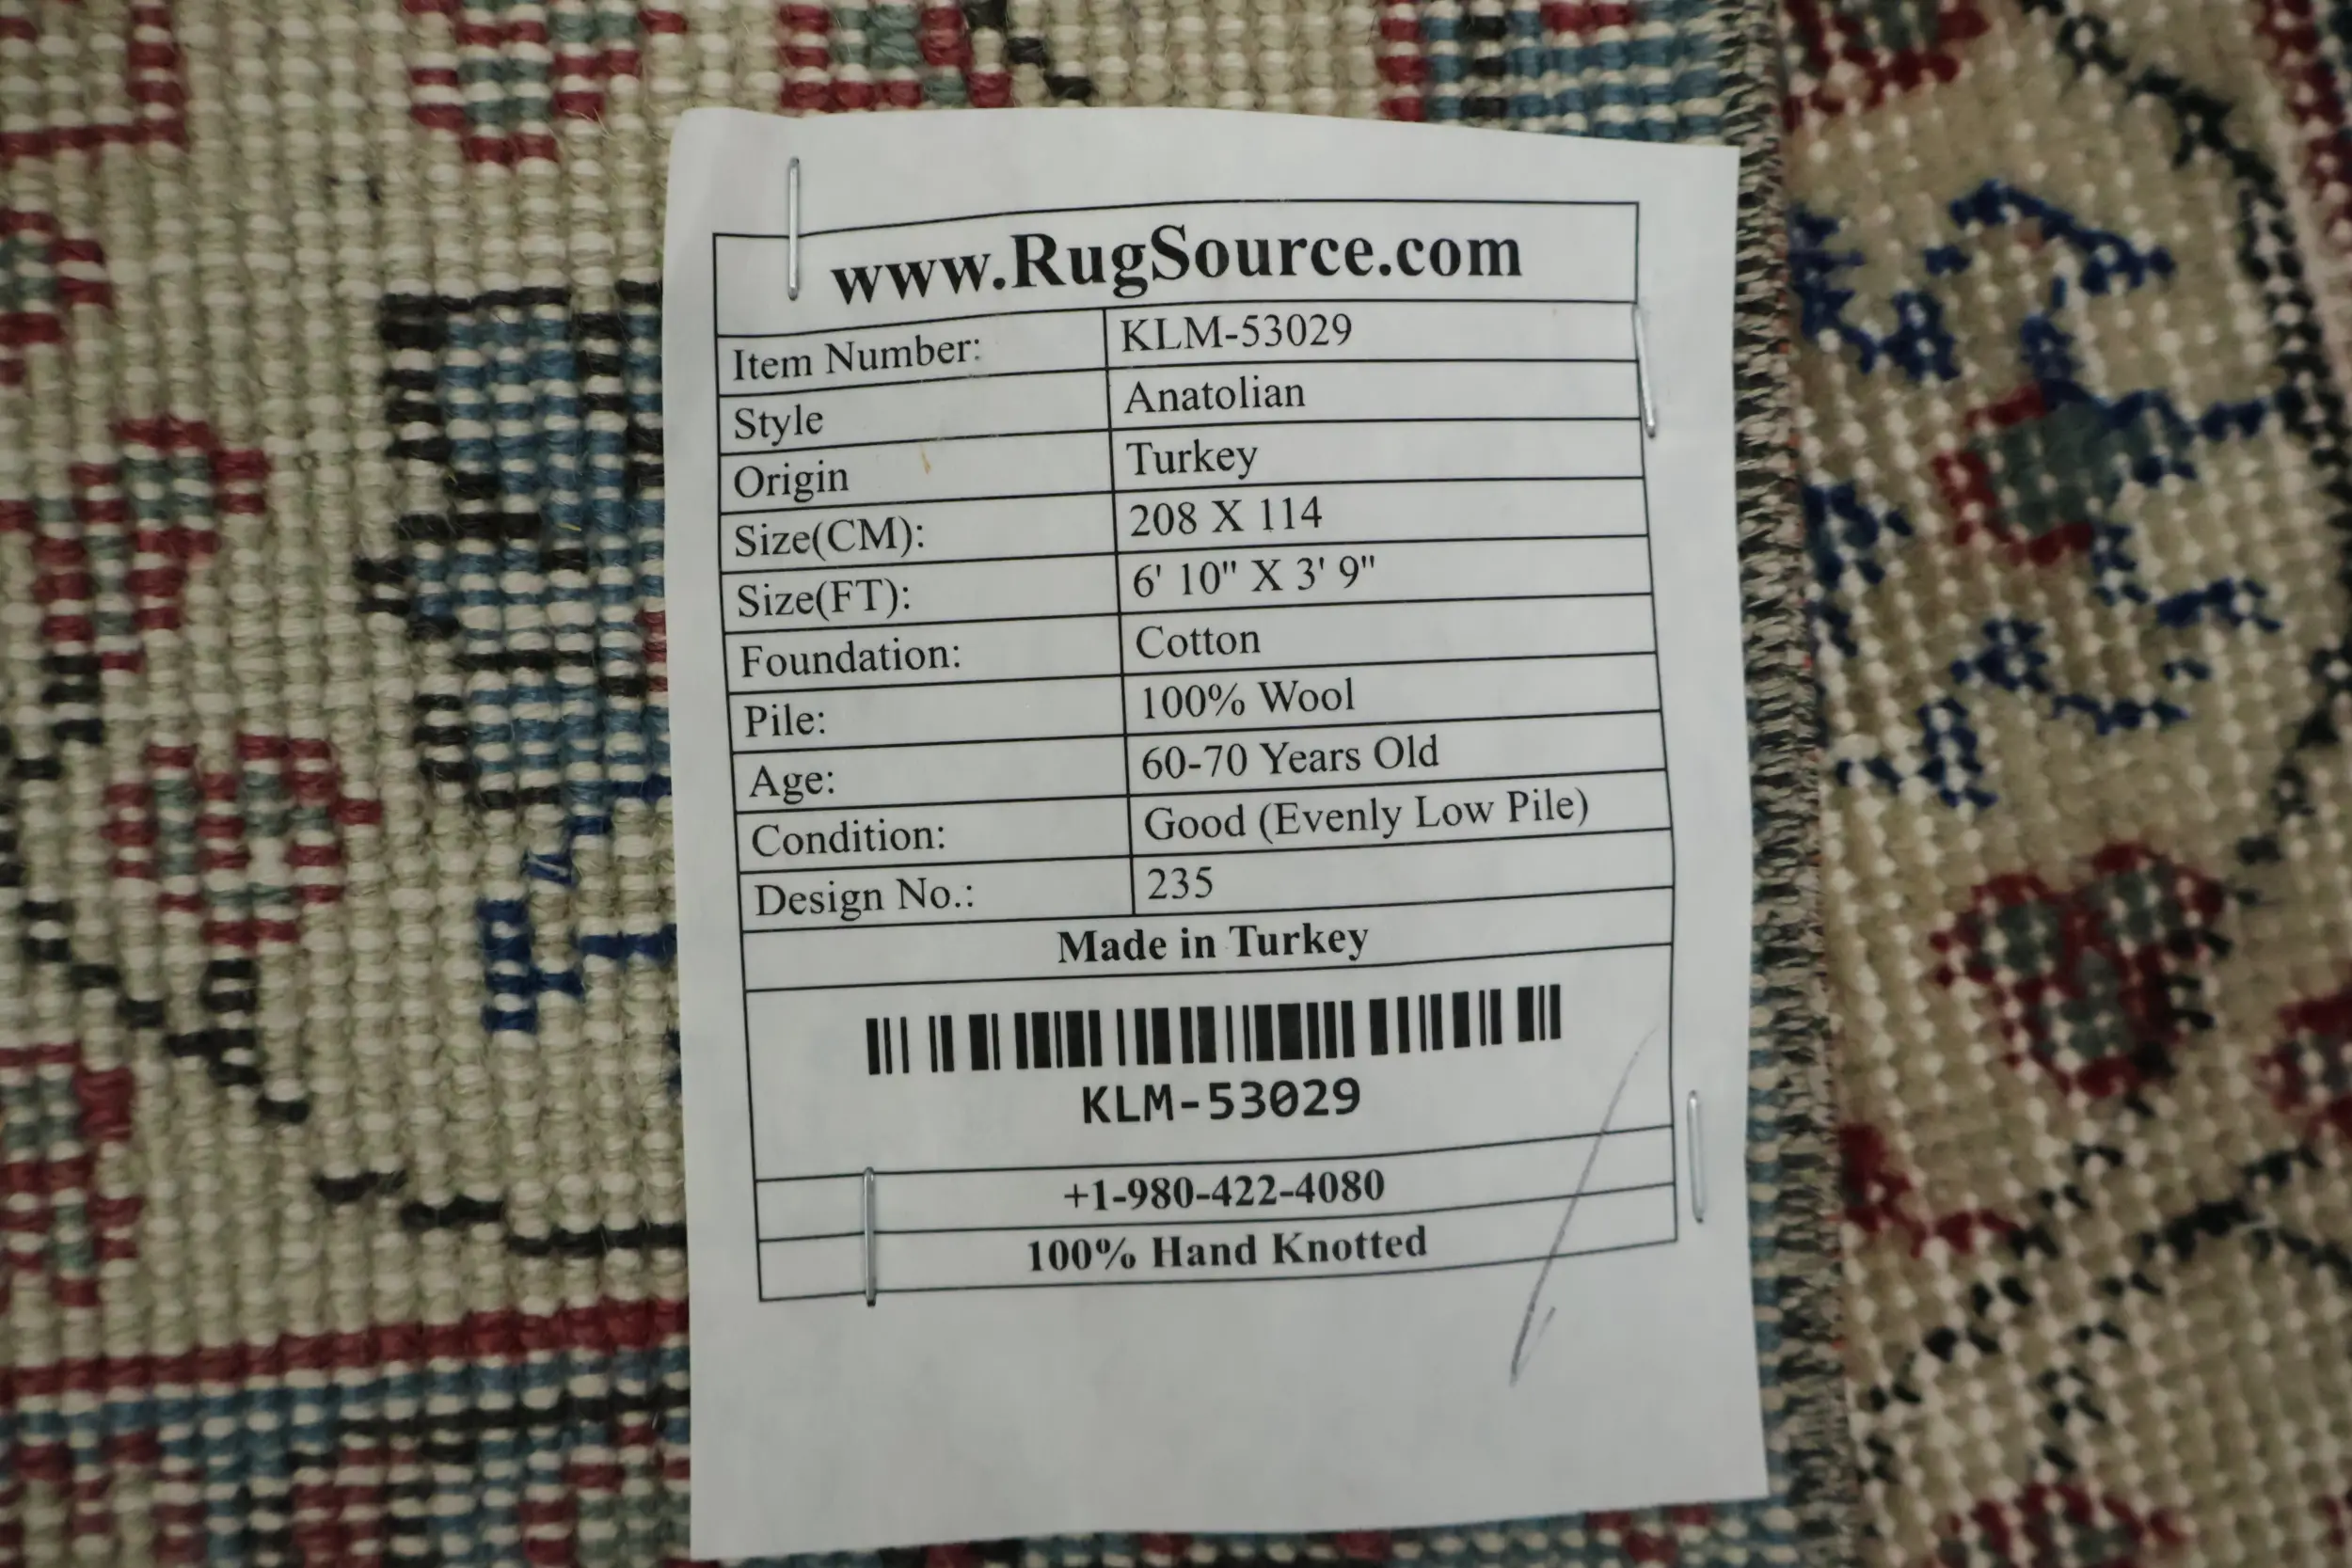 www.RugSource.com
Item Number: KLM-53029
Style Anatolian
Origin Turkey
Size(CM): 208 X 114
Size(FT): 6' 10" X 3' 9"
Foundation: Cotton
Pile: 100% Wool
Age: 60-70 Years Old
Condition: Good (Evenly Low Pile)
Design No.: 235
Made in Turkey
KLM-53029
+1-980-422-4080
100% Hand Knotted